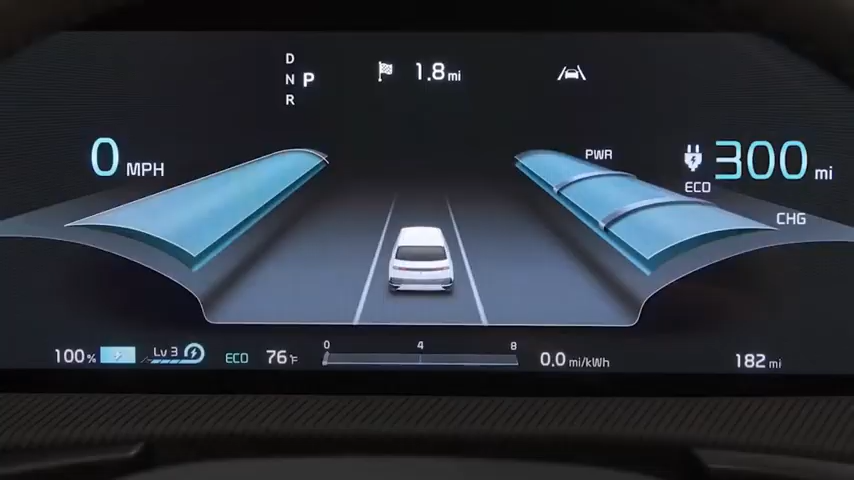 D
N P
R
1.8 mi
0 MPH
PWR
ECO
CHG
300 mi
100%
Lv 3
ECO
76°F
0 4 8
0.0 mi/kWh
182 mi